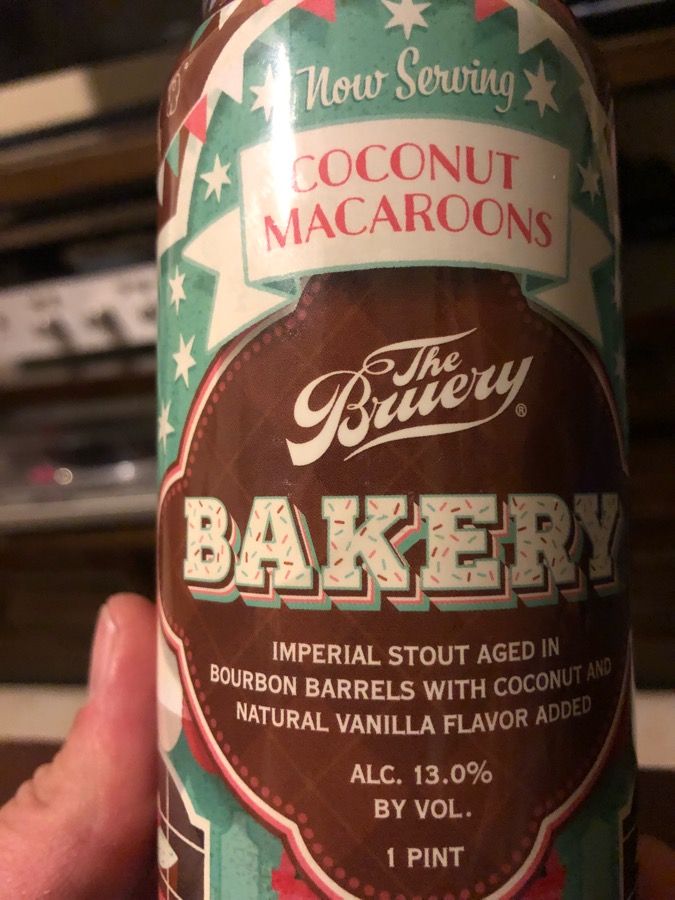 Now Serving
COCONUT
MACAROONS
The
Bruery®
BAKERY
IMPERIAL STOUT AGED IN
BOURBON BARRELS WITH COCONUT AND
NATURAL VANILLA FLAVOR ADDED
ALC. 13.0%
BY VOL.
1 PINT